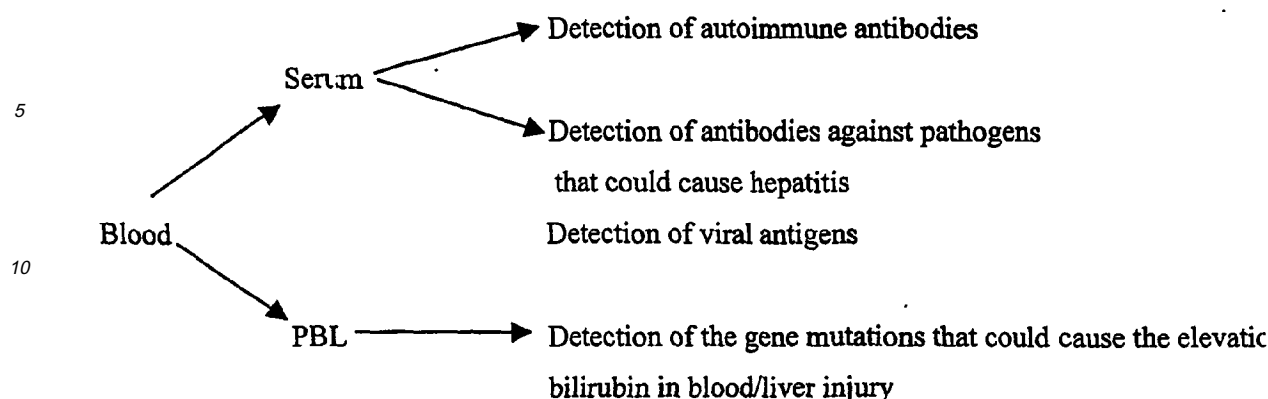 Detection of autoimmune antibodies
Serum
5
Detection of antibodies against pathogens
that could cause hepatitis
Blood
Detection of viral antigens
10
PBL
Detection of the gene mutations that could cause the
bilirubin in blood/liver injury